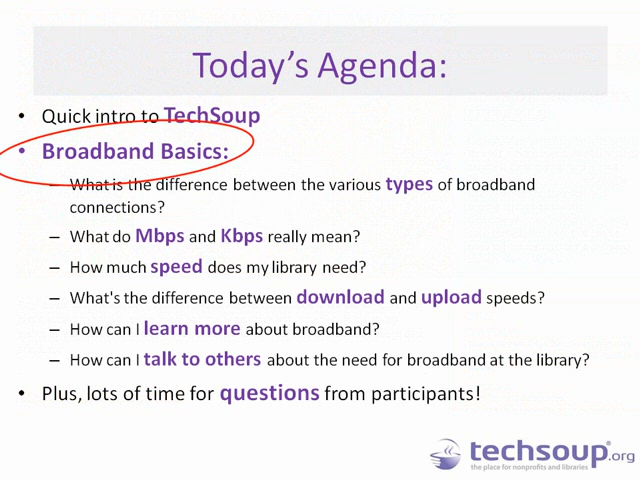 Today's Agenda:
• Quick intro to TechSoup
• Broadband Basics:
– What is the difference between the various types of broadband
connections?
– What do Mbps and Kbps really mean?
– How much speed does my library need?
– What's the difference between download and upload speeds?
– How can I learn more about broadband?
– How can I talk to others about the need for broadband at the library?
• Plus, lots of time for questions from participants!
techsoup.org
the place for nonprofits and libraries